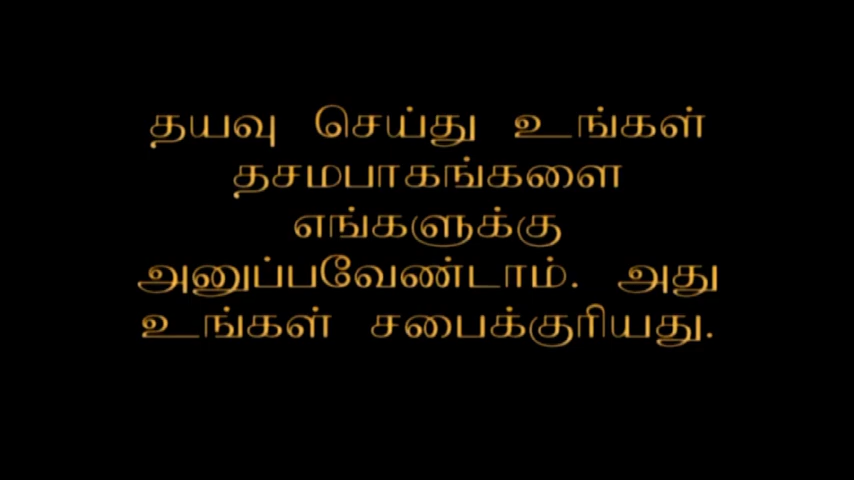 தயவு செய்து உங்கள்
தசமபாகங்களை
எங்களுக்கு
அனுப்பவேண்டாம். அது
உங்கள் சபைக்குரியது.